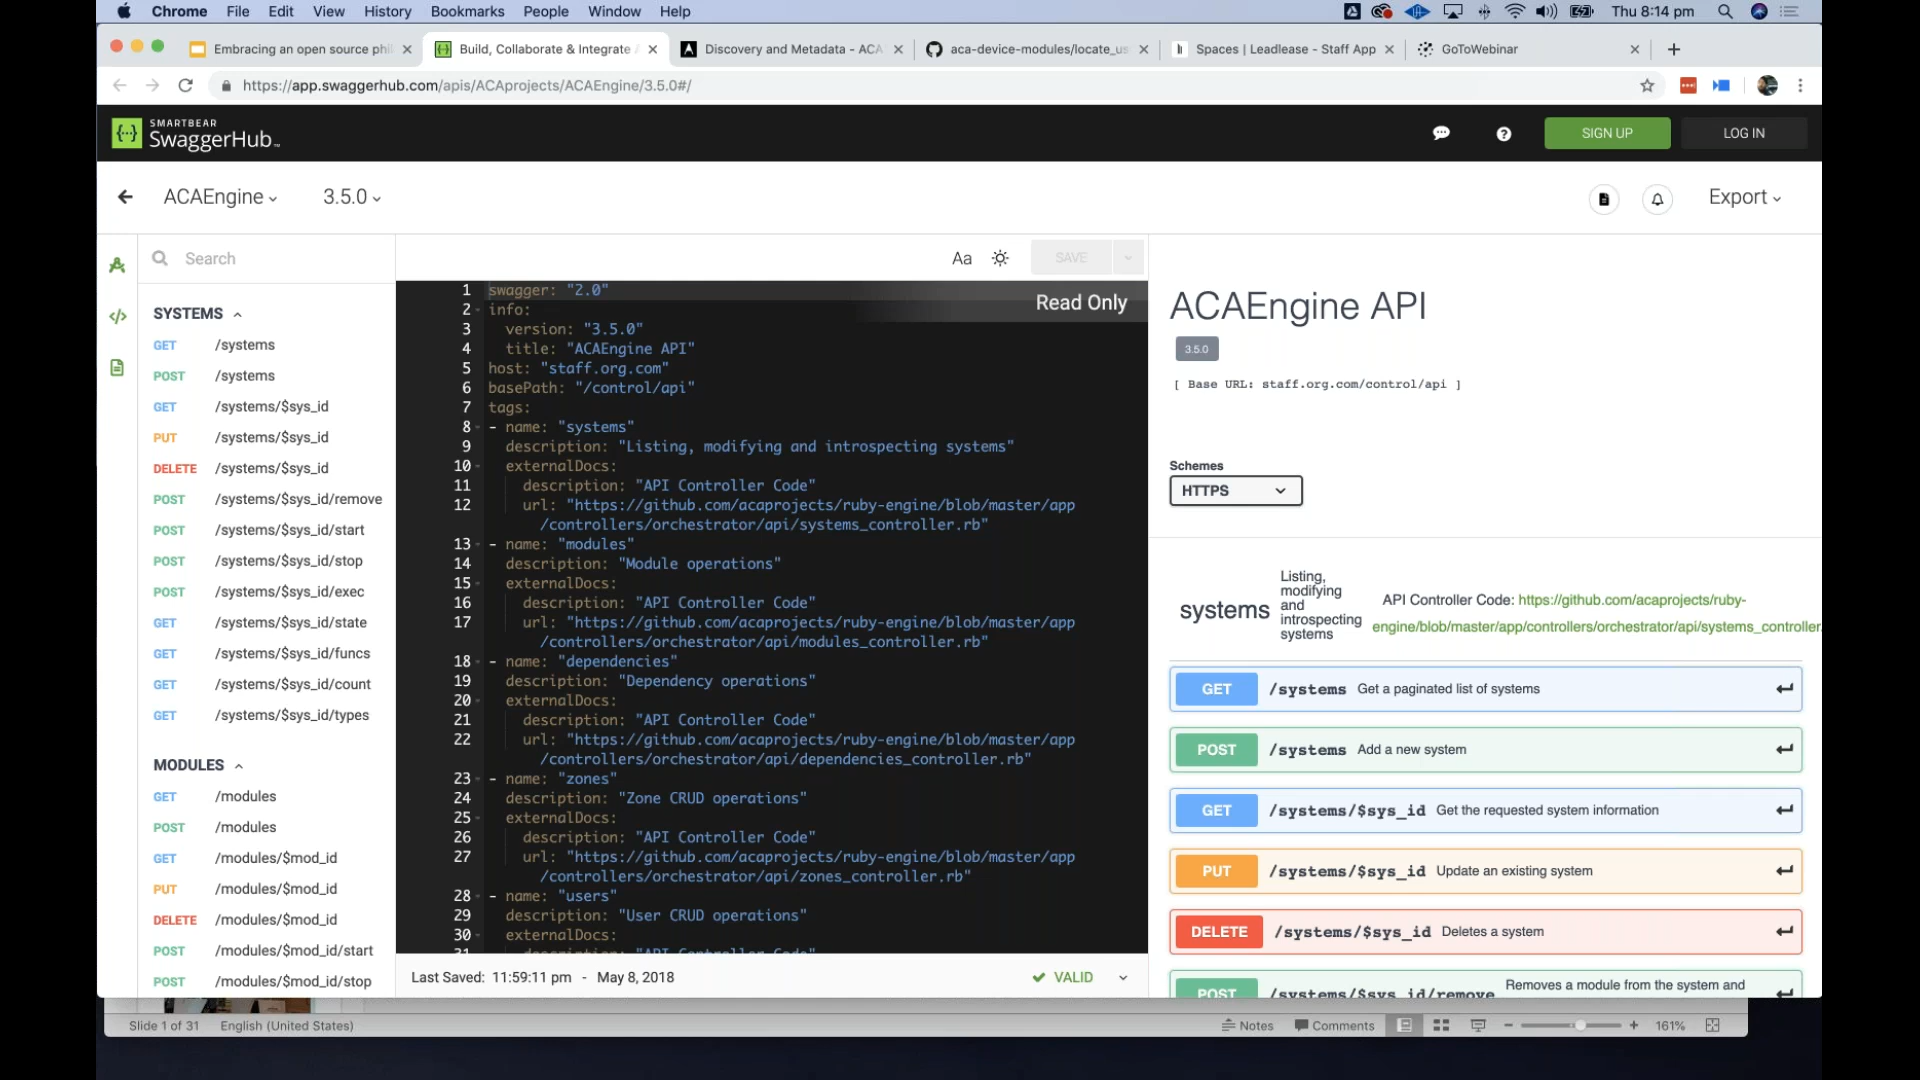 Chrome File Edit View History Bookmarks People Window Help Thu 8:14 pm
Embracing an open source phi Build, Collaborate & Integrate Discovery and Metadata - ACA aca-device-modules/locate_us Spaces | Leadlease - Staff App GoToWebinar
https://app.swaggerhub.com/apis/ACAprojects/ACAEngine/3.5.0#/
SMARTBEAR
SwaggerHub
SIGN UP LOG IN
ACAEngine 3.5.0 Export
Search
SYSTEMS
GET /systems
POST /systems
GET /systems/$sys_id
PUT /systems/$sys_id
DELETE /systems/$sys_id
POST /systems/$sys_id/remove
POST /systems/$sys_id/start
POST /systems/$sys_id/stop
POST /systems/$sys_id/exec
GET /systems/$sys_id/state
GET /systems/$sys_id/funcs
GET /systems/$sys_id/count
GET /systems/$sys_id/types
MODULES
GET /modules
POST /modules
GET /modules/$mod_id
PUT /modules/$mod_id
DELETE /modules/$mod_id
POST /modules/$mod_id/start
POST /modules/$mod_id/stop
Aa SAVE
Read Only
1 swagger: "2.0"
2 info:
3 version: "3.5.0"
4 title: "ACAEngine API"
5 host: "staff.org.com"
6 basePath: "/control/api"
7 tags:
8 - name: "systems"
9 description: "Listing, modifying and introspecting systems"
10 externalDocs:
11 description: "API Controller Code"
12 url: "https://github.com/acaprojects/ruby-engine/blob/master/app
/controllers/orchestrator/api/systems_controller.rb"
13 - name: "modules"
14 description: "Module operations"
15 externalDocs:
16 description: "API Controller Code"
17 url: "https://github.com/acaprojects/ruby-engine/blob/master/app
/controllers/orchestrator/api/modules_controller.rb"
18 - name: "dependencies"
19 description: "Dependency operations"
20 externalDocs:
21 description: "API Controller Code"
22 url: "https://github.com/acaprojects/ruby-engine/blob/master/app
/controllers/orchestrator/api/dependencies_controller.rb"
23 - name: "zones"
24 description: "Zone CRUD operations"
25 externalDocs:
26 description: "API Controller Code"
27 url: "https://github.com/acaprojects/ruby-engine/blob/master/app
/controllers/orchestrator/api/zones_controller.rb"
28 - name: "users"
29 description: "User CRUD operations"
30 externalDocs:
31 description: "API Controller Code"
Last Saved: 11:59:11 pm - May 8, 2018 VALID
ACAEngine API
3.5.0
[ Base URL: staff.org.com/control/api ]
Schemes
HTTPS
systems
Listing,
modifying
and
introspecting
systems
API Controller Code: https://github.com/acaprojects/ruby-
engine/blob/master/app/controllers/orchestrator/api/systems_controller.
GET /systems Get a paginated list of systems
POST /systems Add a new system
GET /systems/$sys_id Get the requested system information
PUT /systems/$sys_id Update an existing system
DELETE /systems/$sys_id Deletes a system
POST /systems/$sys_id/remove Removes a module from the system and
Slide 1 of 31 English (United States) Notes Comments 161%